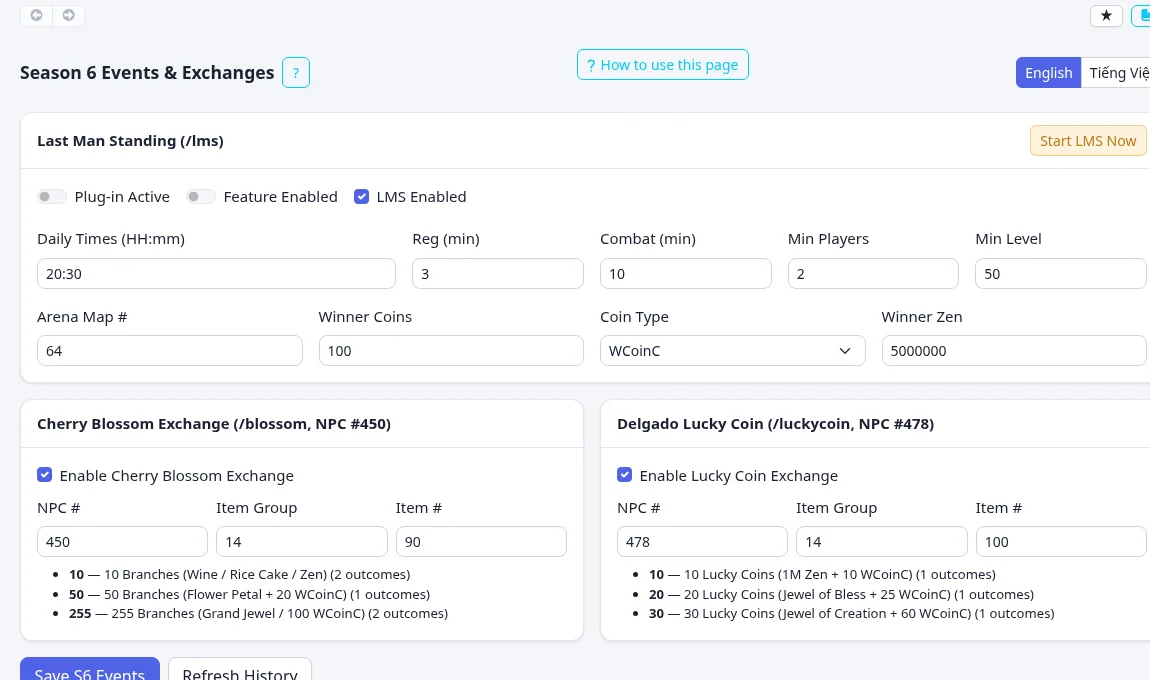 Season 6 Events & Exchanges
?
? How to use this page
English
Last Man Standing (/lms)
Start LMS Now
Plug-in Active
Feature Enabled
LMS Enabled
Daily Times (HH:mm)
Reg (min)
Combat (min)
Min Players
Min Level
20:30
3
10
2
50
Arena Map #
Winner Coins
Coin Type
Winner Zen
64
100
WCoinC
5000000
Cherry Blossom Exchange (/blossom, NPC #450)
Enable Cherry Blossom Exchange
NPC #
Item Group
Item #
450
14
90
10 — 10 Branches (Wine / Rice Cake / Zen) (2 outcomes)
50 — 50 Branches (Flower Petal + 20 WCoinC) (1 outcomes)
255 — 255 Branches (Grand Jewel / 100 WCoinC) (2 outcomes)
Delgado Lucky Coin (/luckycoin, NPC #478)
Enable Lucky Coin Exchange
NPC #
Item Group
Item #
478
14
100
10 — 10 Lucky Coins (1M Zen + 10 WCoinC) (1 outcomes)
20 — 20 Lucky Coins (Jewel of Bless + 25 WCoinC) (1 outcomes)
30 — 30 Lucky Coins (Jewel of Creation + 60 WCoinC) (1 outcomes)
Save S6 Events
Refresh History